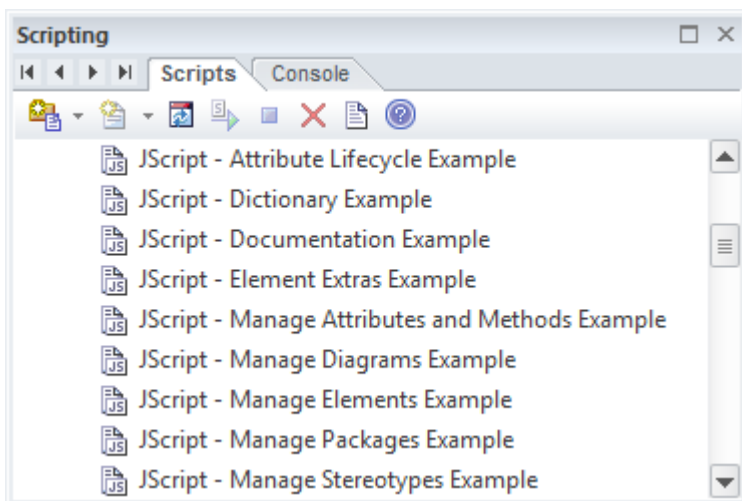 Scripting
Scripts Console
JScript - Attribute Lifecycle Example
JScript - Dictionary Example
JScript - Documentation Example
JScript - Element Extras Example
JScript - Manage Attributes and Methods Example
JScript - Manage Diagrams Example
JScript - Manage Elements Example
JScript - Manage Packages Example
JScript - Manage Stereotypes Example